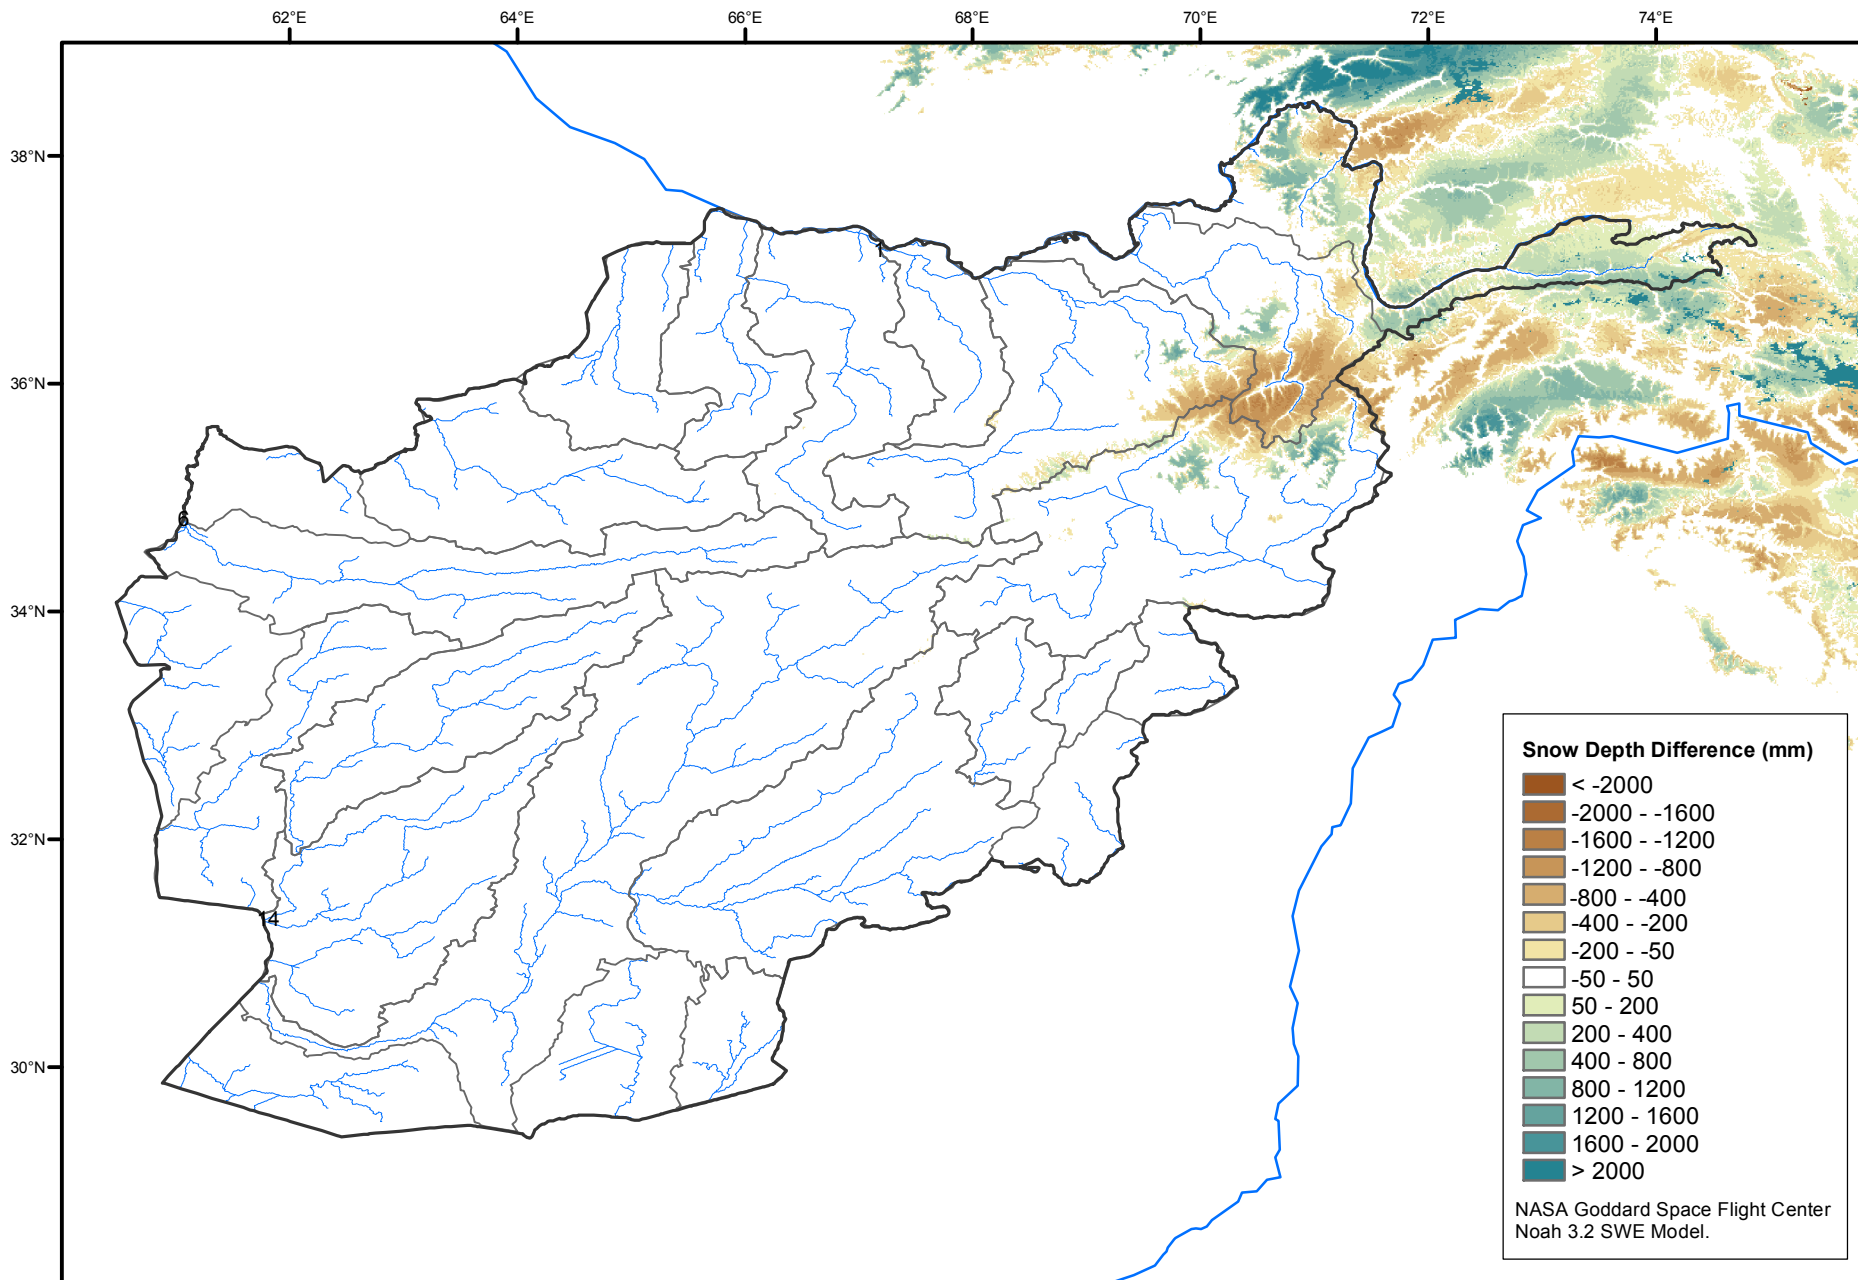 62°E 64°E 66°E 68°E 70°E 72°E 74°E
38°N
36°N
34°N
32°N
30°N
1
6
14
Snow Depth Difference (mm)
< -2000
-2000 - -1600
-1600 - -1200
-1200 - -800
-800 - -400
-400 - -200
-200 - -50
-50 - 50
50 - 200
200 - 400
400 - 800
800 - 1200
1200 - 1600
1600 - 2000
> 2000
NASA Goddard Space Flight Center
Noah 3.2 SWE Model.